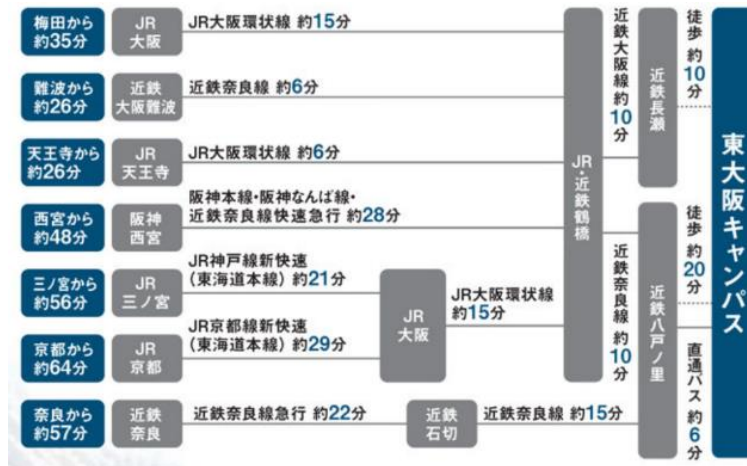 梅田から
約35分
JR
大阪
JR大阪環状線 約15分
難波から
約26分
近鉄
大阪難波
近鉄奈良線 約6分
天王寺から
約26分
JR
天王寺
JR大阪環状線 約6分
西宮から
約48分
阪神
西宮
阪神本線・阪神なんば線・
近鉄奈良線快速急行 約28分
三ノ宮から
約56分
JR
三ノ宮
JR神戸線新快速
(東海道本線) 約21分
京都から
約64分
JR
京都
JR京都線新快速
(東海道本線) 約29分
JR
大阪
JR大阪環状線
約15分
奈良から
約57分
近鉄
奈良
近鉄奈良線急行 約22分
近鉄
石切
近鉄奈良線 約15分
JR・近鉄鶴橋
近鉄大阪線 約10分
近鉄長瀬
徒歩 約10分
近鉄奈良線 約10分
近鉄八戸ノ里
徒歩 約20分
直通バス 約6分
東大阪キャンパス